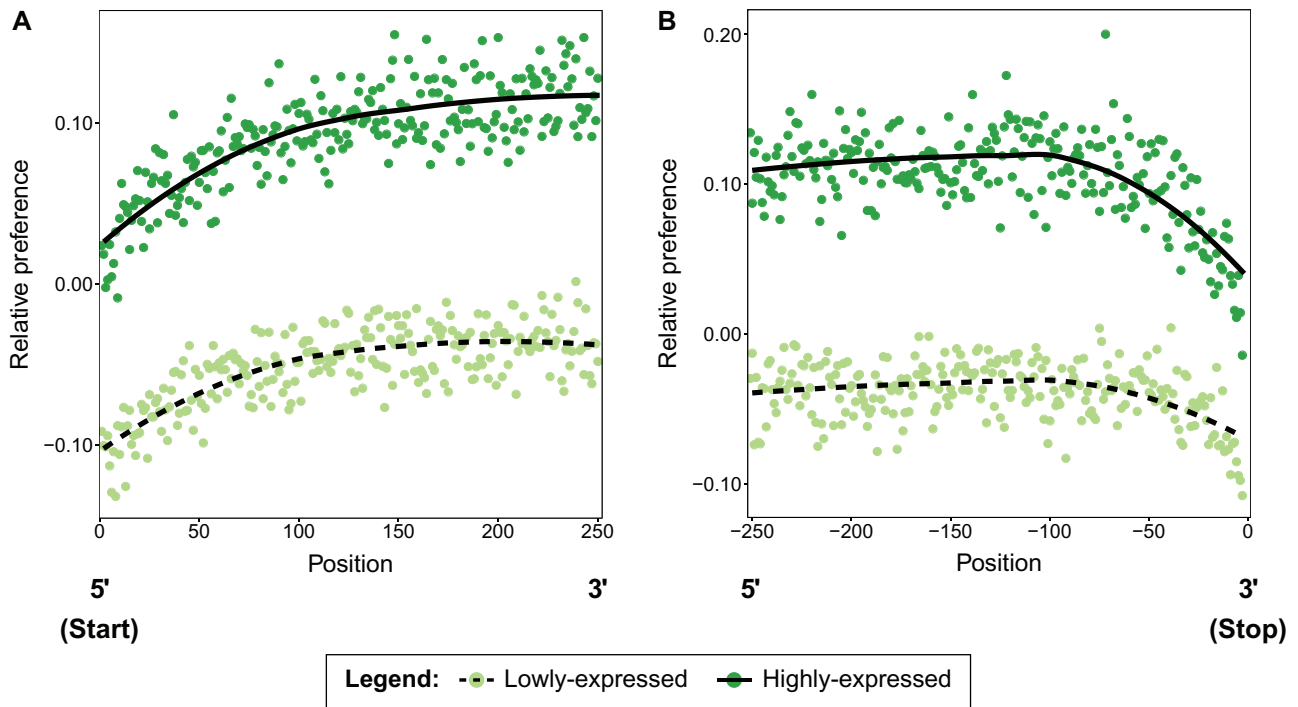 A
B
Relative preference
0.10
0.00
−0.10
0
50
100
150
200
250
Position
5'
3'
(Start)
Relative preference
0.20
0.10
0.00
−0.10
−250
−200
−150
−100
−50
0
Position
5'
3'
(Stop)
Legend: Lowly-expressed Highly-expressed